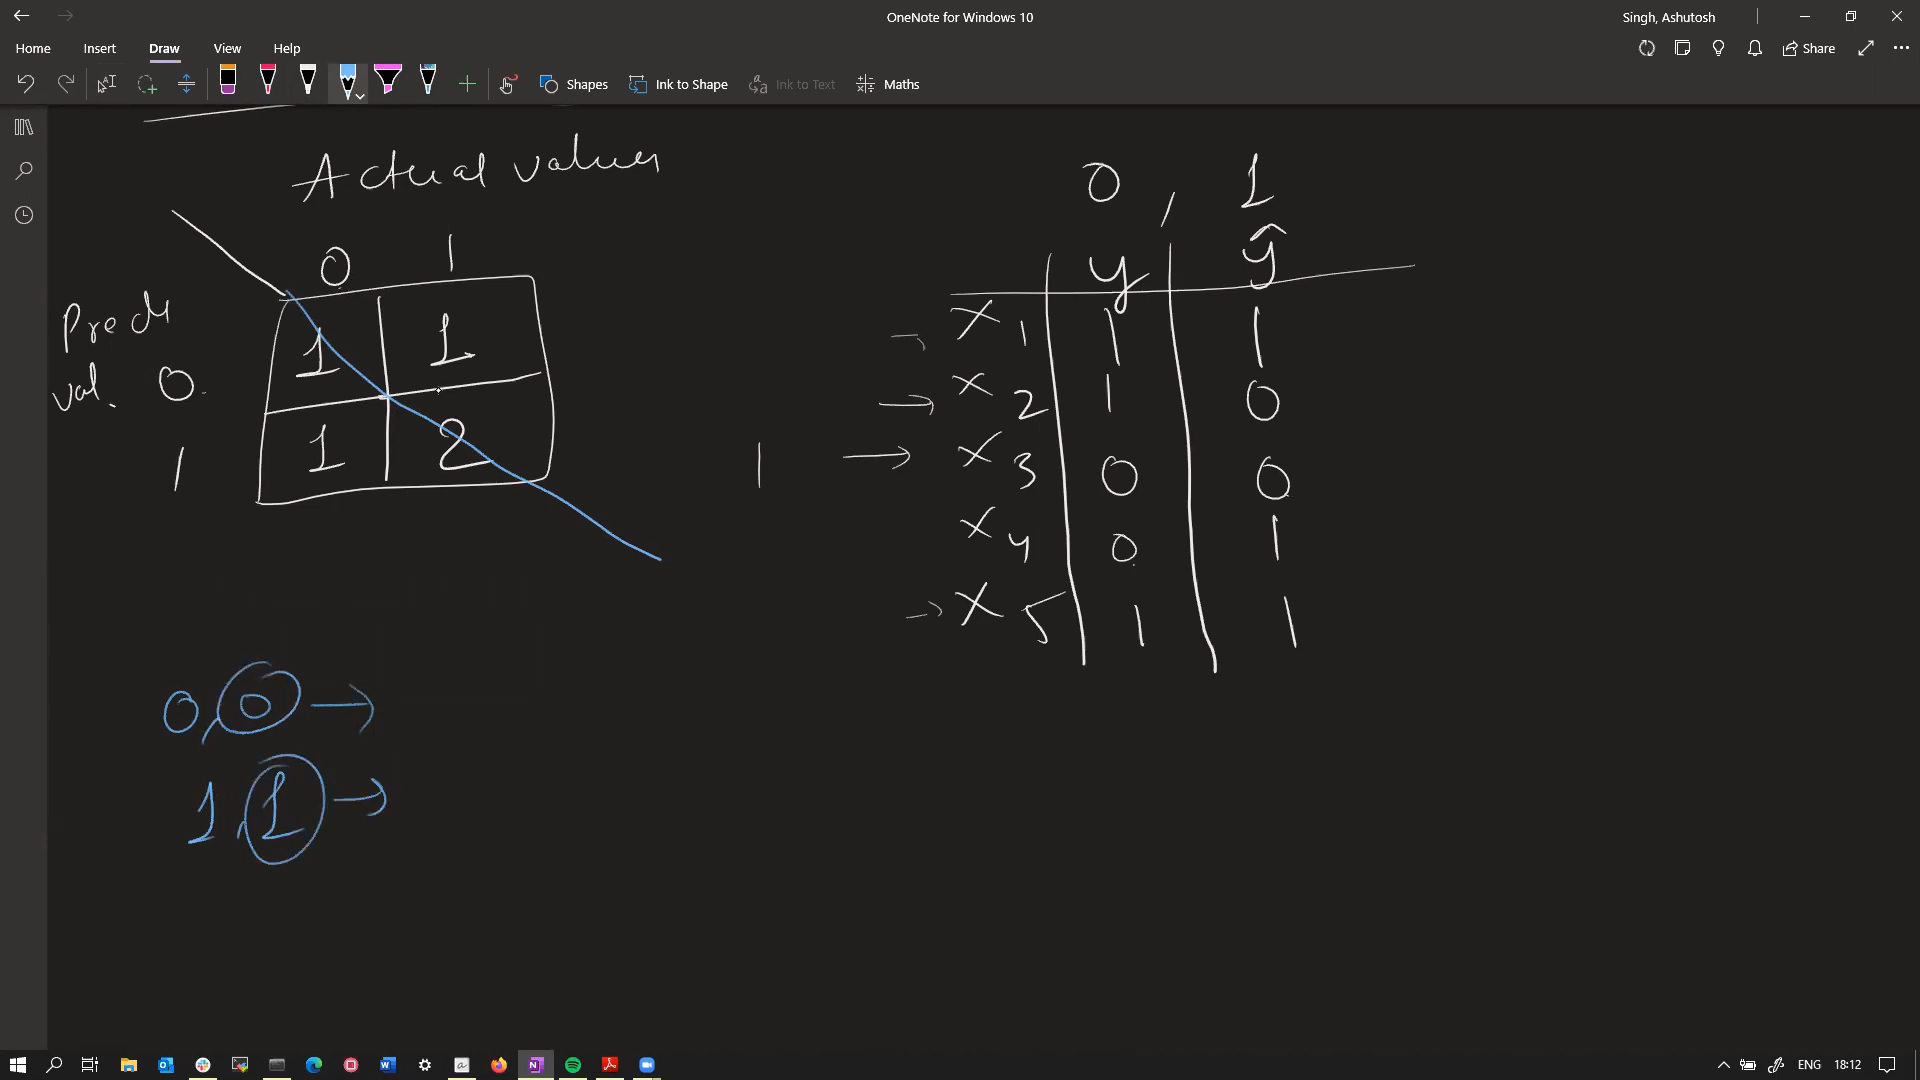 OneNote for Windows 10
Singh, Ashutosh
Home Insert Draw View Help
Share
Shapes
Ink to Shape
Ink to Text
Maths
Actual values
0 1
Predi
val. 0
1 1
1
1 2
1
0, 1
y ŷ
x1 1 1
x2 1 0
x3 0 0
x4 0 1
x5 1 1
0, 0 →
1, 1 →
ENG 18:12